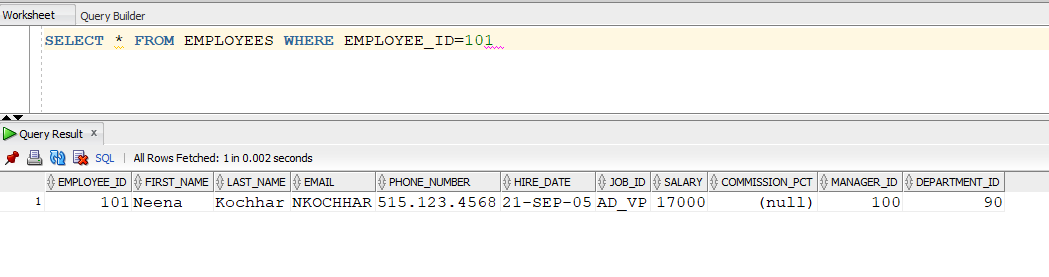 Worksheet Query Builder
SELECT * FROM EMPLOYEES WHERE EMPLOYEE_ID=101
Query Result x
SQL | All Rows Fetched: 1 in 0.002 seconds
EMPLOYEE_ID FIRST_NAME LAST_NAME EMAIL PHONE_NUMBER HIRE_DATE JOB_ID SALARY COMMISSION_PCT MANAGER_ID DEPARTMENT_ID
1 101 Neena Kochhar NKOCHHAR 515.123.4568 21-SEP-05 AD_VP 17000 (null) 100 90